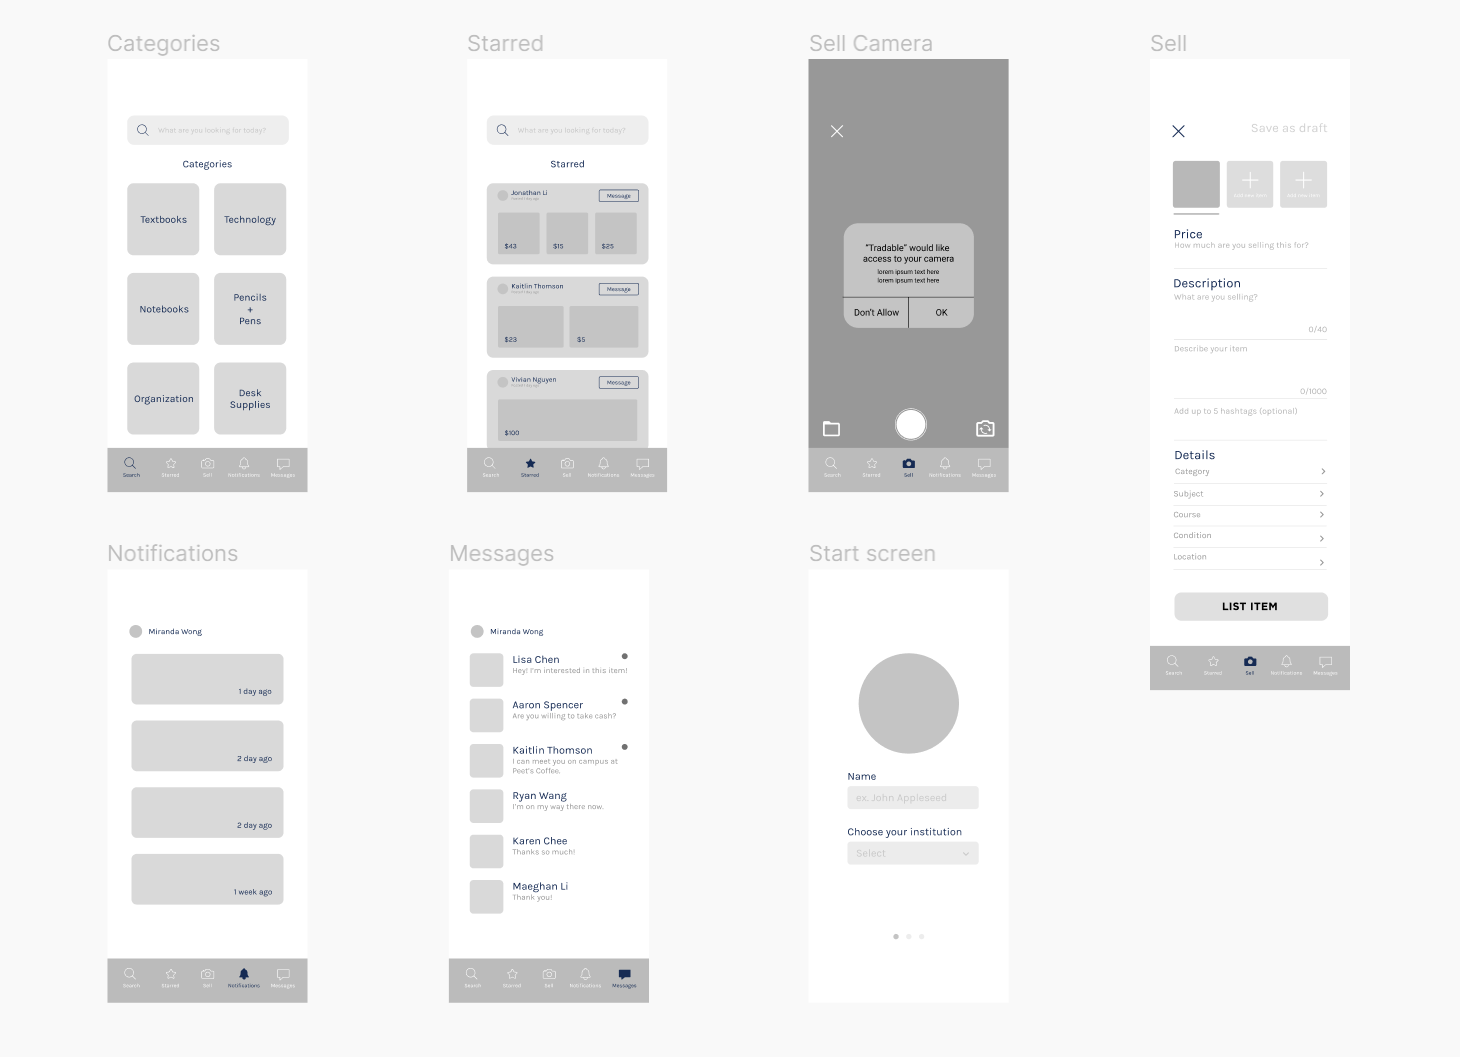 Categories
What are you looking for today?
Categories
Textbooks
Technology
Notebooks
Pencils
+
Pens
Organization
Desk
Supplies
Search
Starred
Sell
Notifications
Messages
Starred
What are you looking for today?
Starred
Jonathan Li
Message
$43
$15
$25
Kaitlin Thomson
Message
$23
$5
Vivian Nguyen
Message
$100
Search
Starred
Sell
Notifications
Messages
Sell Camera
"Tradable" would like
access to your camera
lorem ipsum text here
lorem ipsum text here
Don't Allow
OK
Search
Starred
Sell
Notifications
Messages
Sell
Save as draft
Add new item
Add new item
Price
How much are you selling this for?
Description
What are you selling?
0/40
Describe your item
0/1000
Add up to 5 hashtags (optional)
Details
Category
Subject
Course
Condition
Location
LIST ITEM
Search
Starred
Sell
Notifications
Messages
Notifications
Miranda Wong
1 day ago
2 day ago
2 day ago
1 week ago
Search
Starred
Sell
Notifications
Messages
Messages
Miranda Wong
Lisa Chen
Hey! I'm interested in this item!
Aaron Spencer
Are you willing to take cash?
Kaitlin Thomson
I can meet you on campus at
Peet's Coffee.
Ryan Wang
I'm on my way there now.
Karen Chee
Thanks so much!
Maeghan Li
Thank you!
Search
Starred
Sell
Notifications
Messages
Start screen
Name
ex. John Appleseed
Choose your institution
Select